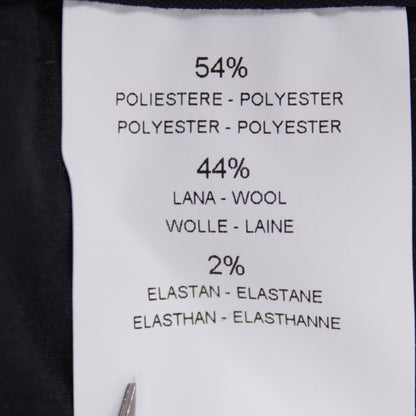 54%
POLIESTERE - POLYESTER
POLYESTER - POLYESTER
44%
LANA - WOOL
WOLLE - LAINE
2%
ELASTAN - ELASTANE
ELASTHAN - ELASTHANNE